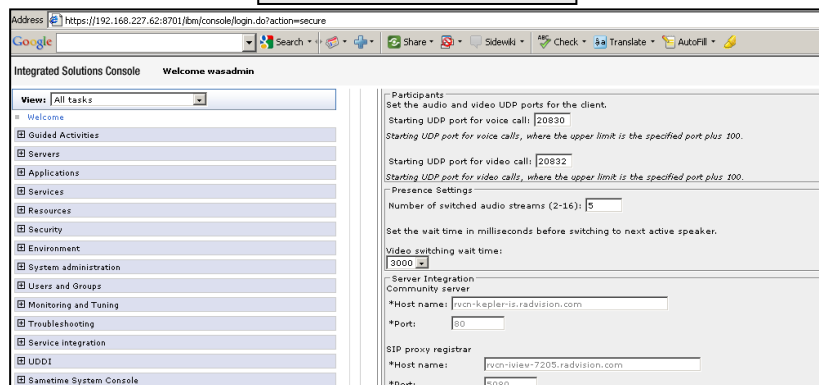 Address https://192.168.227.62:8701/ibm/console/login.do?action=secure
Google Search Share Sidewiki Check Translate AutoFill
Integrated Solutions Console Welcome wasadmin
View: All tasks
Welcome
Guided Activities
Servers
Applications
Services
Resources
Security
Environment
System administration
Users and Groups
Monitoring and Tuning
Troubleshooting
Service integration
UDDI
Sametime System Console
Participants
Set the audio and video UDP ports for the client.
Starting UDP port for voice call: 20830
Starting UDP port for voice calls, where the upper limit is the specified port plus 100.
Starting UDP port for video call: 20832
Starting UDP port for video calls, where the upper limit is the specified port plus 100.
Presence Settings
Number of switched audio streams (2-16): 5
Set the wait time in milliseconds before switching to next active speaker.
Video switching wait time:
3000
Server Integration
Community server
*Host name: rvcn-kepler-is.radvision.com
*Port: 80
SIP proxy registrar
*Host name: rvcn-iview-7205.radvision.com
*Port: 5080